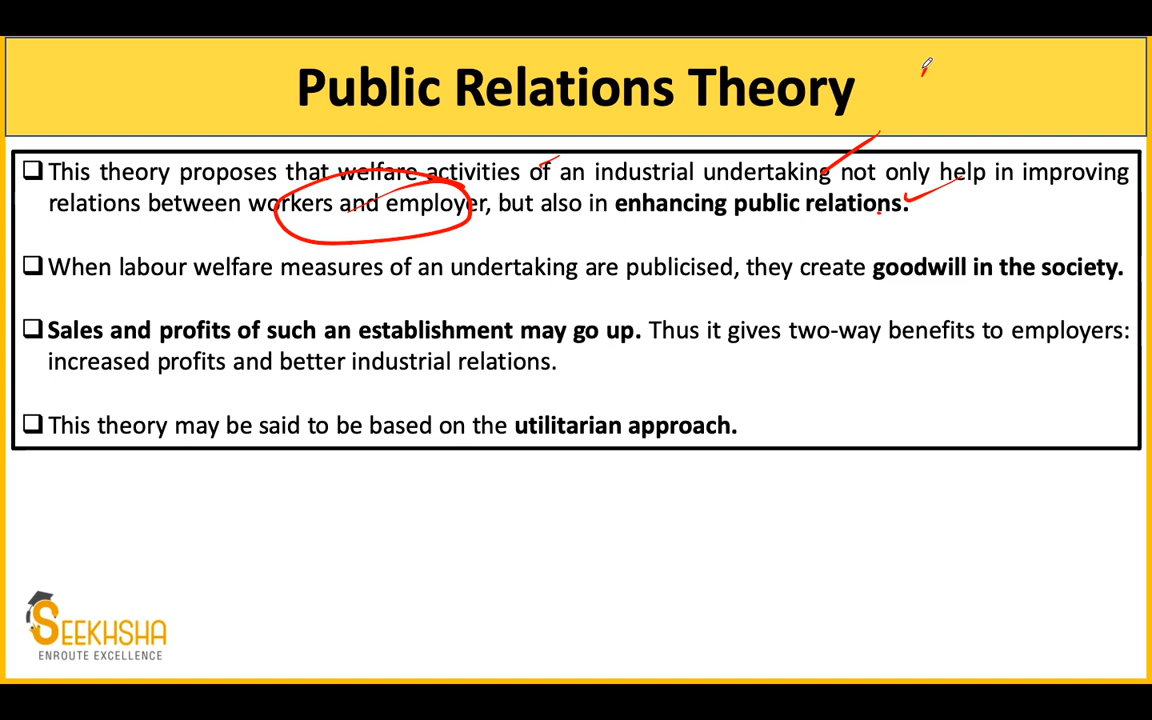 Public Relations Theory
❑ This theory proposes that welfare activities of an industrial undertaking not only help in improving
relations between workers and employer, but also in enhancing public relations.
❑ When labour welfare measures of an undertaking are publicised, they create goodwill in the society.
❑ Sales and profits of such an establishment may go up. Thus it gives two-way benefits to employers:
increased profits and better industrial relations.
❑ This theory may be said to be based on the utilitarian approach.
SEEKHSHA
ENROUTE EXCELLENCE